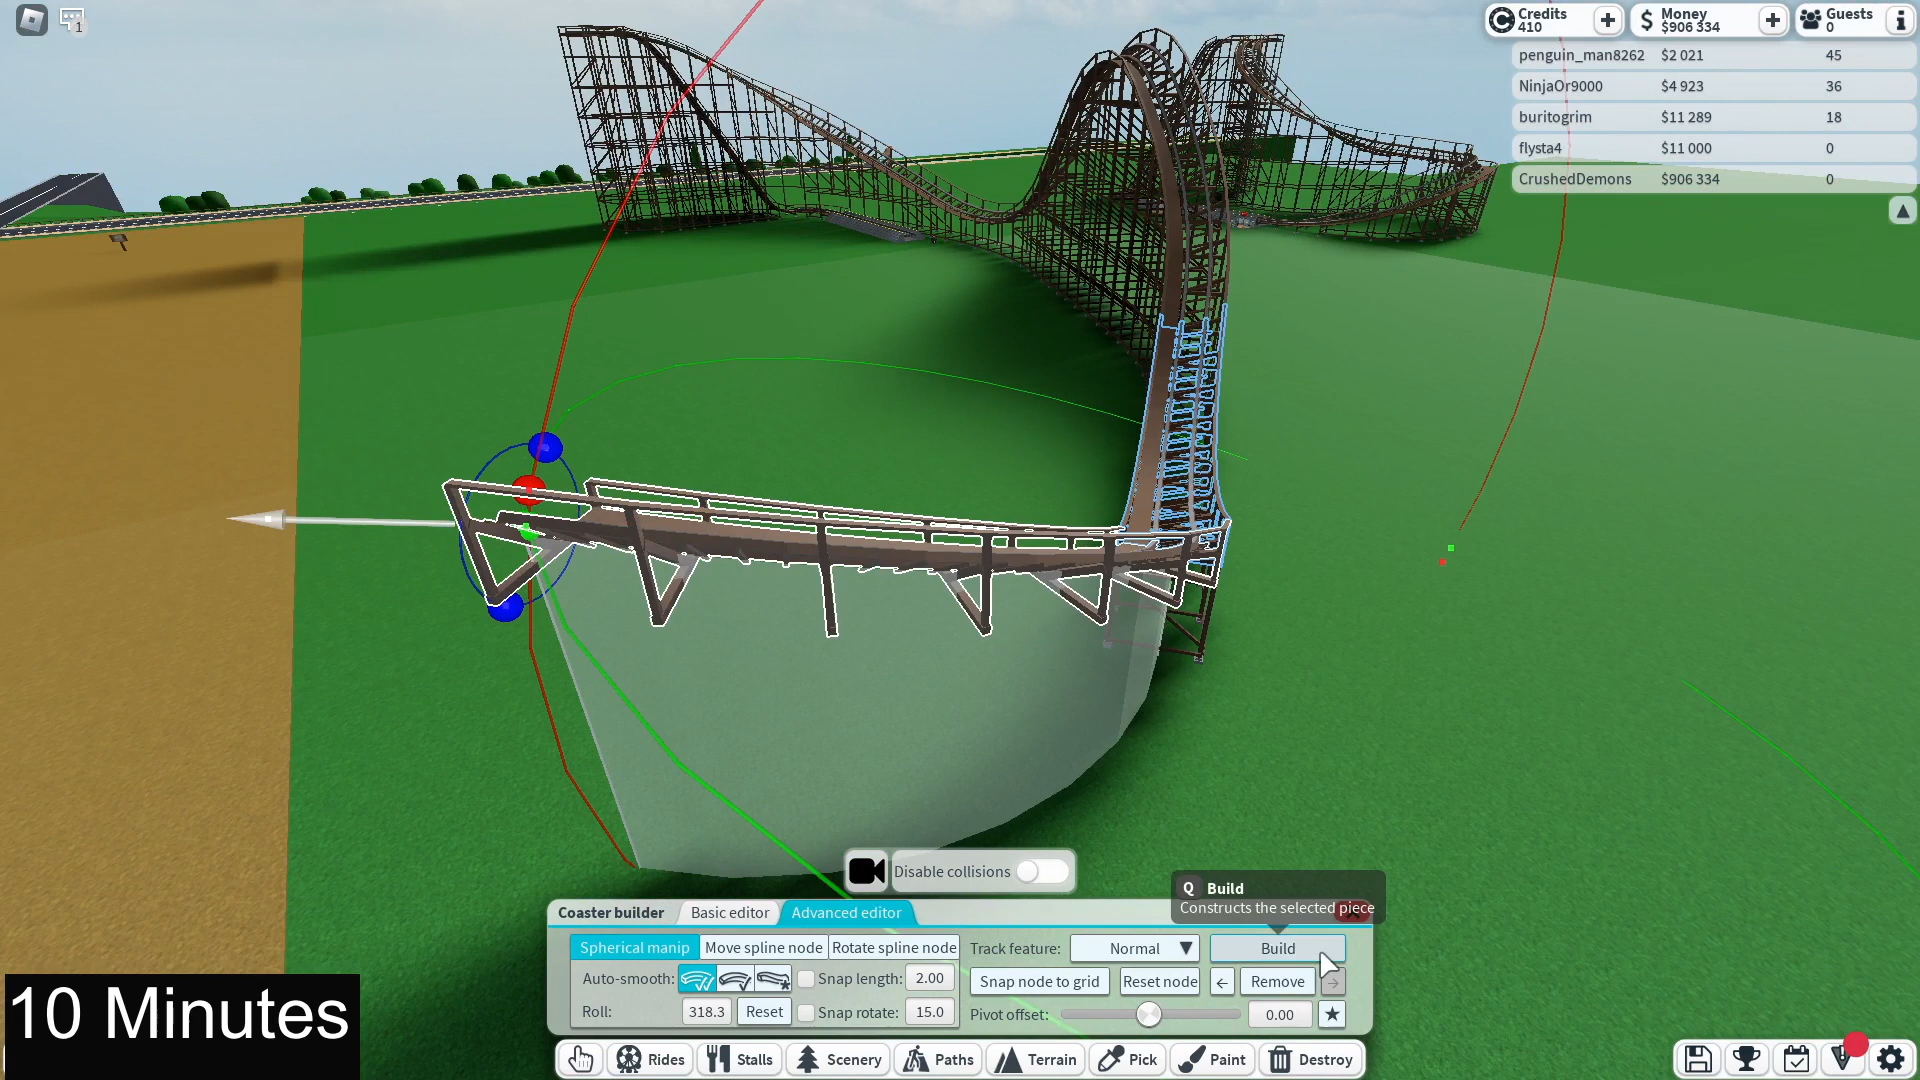 1
Credits
410
Money
$906 334
Guests
0
penguin_man8262 $2 021 45
NinjaOr9000 $4 923 36
buritogrim $11 289 18
flysta4 $11 000 0
CrushedDemons $906 334 0
Disable collisions
Q Build
Constructs the selected piece
Coaster builder Basic editor Advanced editor
Spherical manip Move spline node Rotate spline node Track feature: Normal Build
Auto-smooth: Snap length: 2.00 Snap node to grid Reset node Remove
Roll: 318.3 Reset Snap rotate: 15.0 Pivot offset: 0.00
10 Minutes
Rides Stalls Scenery Paths Terrain Pick Paint Destroy